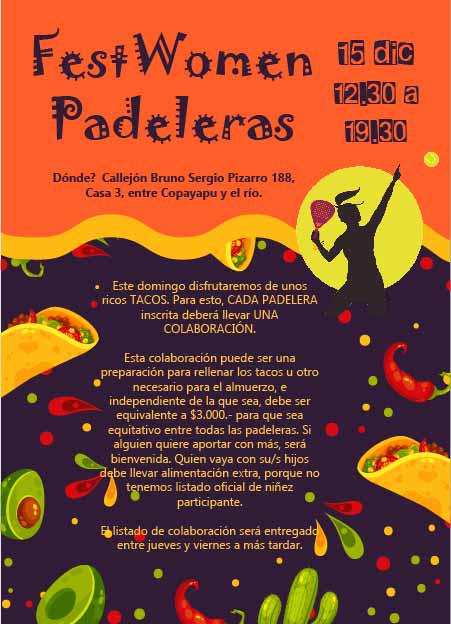 FestWomen
Padeleras
15 dic
12.30 a
19.30
Dónde? Callejón Bruno Sergio Pizarro 188,
Casa 3, entre Copayapu y el río.
• Este domingo disfrutaremos de unos
ricos TACOS. Para esto, CADA PADELERA
inscrita deberá llevar UNA
COLABORACIÓN.
Esta colaboración puede ser una
preparación para rellenar los tacos u otro
necesario para el almuerzo, e
independiente de la que sea, debe ser
equivalente a $3.000.- para que sea
equitativo entre todas las padeleras. Si
alguien quiere aportar con más, será
bienvenida. Quien vaya con su/s hijos
debe llevar alimentación extra, porque no
tenemos listado oficial de niñez
participante.
El listado de colaboración será entregado
entre jueves y viernes a más tardar.